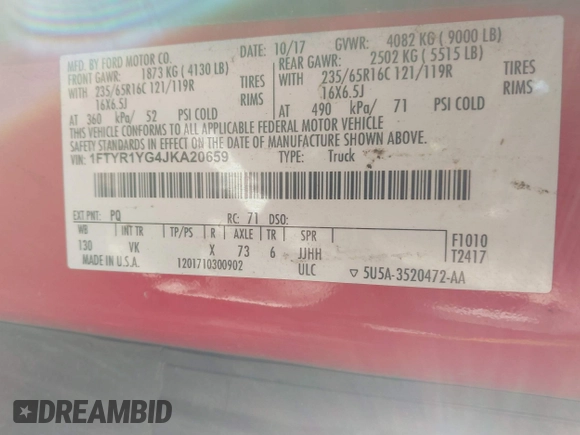 MFD. BY FORD MOTOR CO.
DATE: 10/17 GVWR: 4082 KG ( 9000 LB)
FRONT GAWR: 1873 KG ( 4130 LB) REAR GAWR: 2502 KG ( 5515 LB)
WITH 235/65R16C 121/119R TIRES WITH 235/65R16C 121/119R TIRES
16X6.5J RIMS 16X6.5J RIMS
AT 360 kPa/ 52 PSI COLD AT 490 kPa/ 71 PSI COLD
THIS VEHICLE CONFORMS TO ALL APPLICABLE FEDERAL MOTOR VEHICLE
SAFETY STANDARDS IN EFFECT ON THE DATE OF MANUFACTURE SHOWN ABOVE.
VIN: 1FTYR1YG4JKA20659 TYPE: Truck
EXT PNT: PQ RC: 71 DSO:
WB INT TR TP/PS R AXLE TR SPR F1010
130 VK X 73 6 JJHH T2417
MADE IN U.S.A. 1201710300902 ULC ▽ 5U5A-3520472-AA
DREAMBID